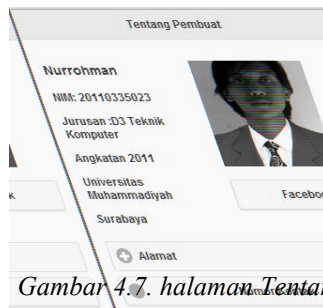 Tentang Pembuat
Nurrohman
NIM: 20110335023
Jurusan :D3 Teknik
Komputer
Angkatan 2011
Universitas
Muhammadiyah
Surabaya
Faceboo
Alamat
Gambar 4.7. halaman Tentan